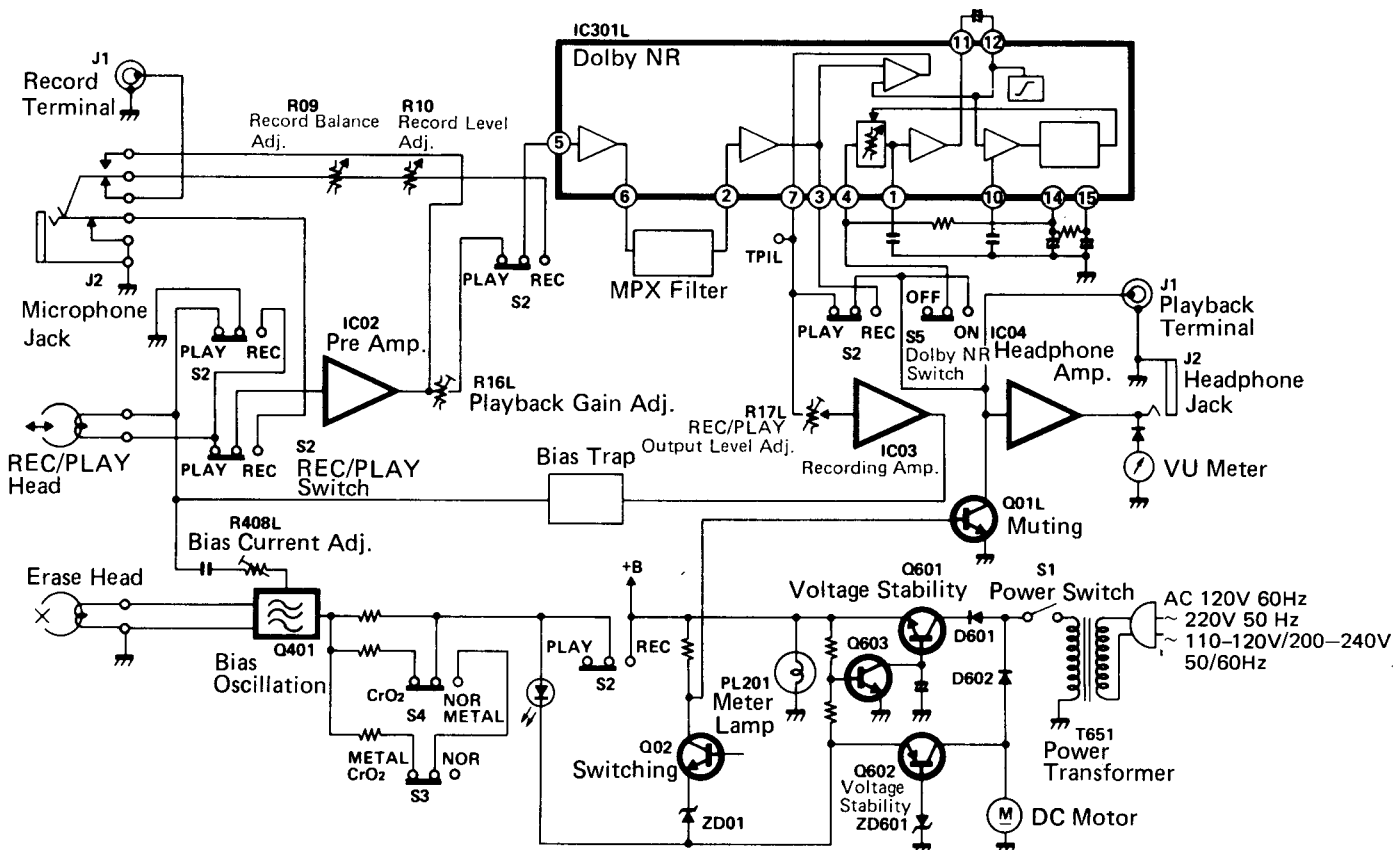 J1
Record
Terminal
R09
Record Balance
Adj.
R10
Record Level
Adj.
IC301L
Dolby NR
11
12
5
6
2
7
3
4
1
10
14
15
MPX Filter
TPIL
PLAY
REC
S2
J2
Microphone
Jack
PLAY
REC
S2
IC02
Pre Amp.
R16L
Playback Gain Adj.
PLAY
REC
S2
OFF
ON
S5
Dolby NR
Switch
IC04
Headphone
Amp.
J1
Playback
Terminal
J2
Headphone
Jack
VU Meter
REC/PLAY
Head
PLAY
REC
S2
REC/PLAY
Switch
R17L
REC/PLAY
Output Level Adj.
IC03
Recording Amp.
Bias Trap
Q01L
Muting
R408L
Bias Current Adj.
Erase Head
Q401
Bias
Oscillation
CrO2
S4
NOR
METAL
METAL
CrO2
NOR
S3
+B
PLAY
REC
S2
PL201
Meter
Lamp
Q02
Switching
ZD01
Q601
Voltage Stability
Q603
D601
D602
S1
Power Switch
AC 120V 60Hz
~ 220V 50 Hz
~ 110–120V/200–240V
50/60Hz
T651
Power
Transformer
Q602
Voltage
Stability
ZD601
M
DC Motor